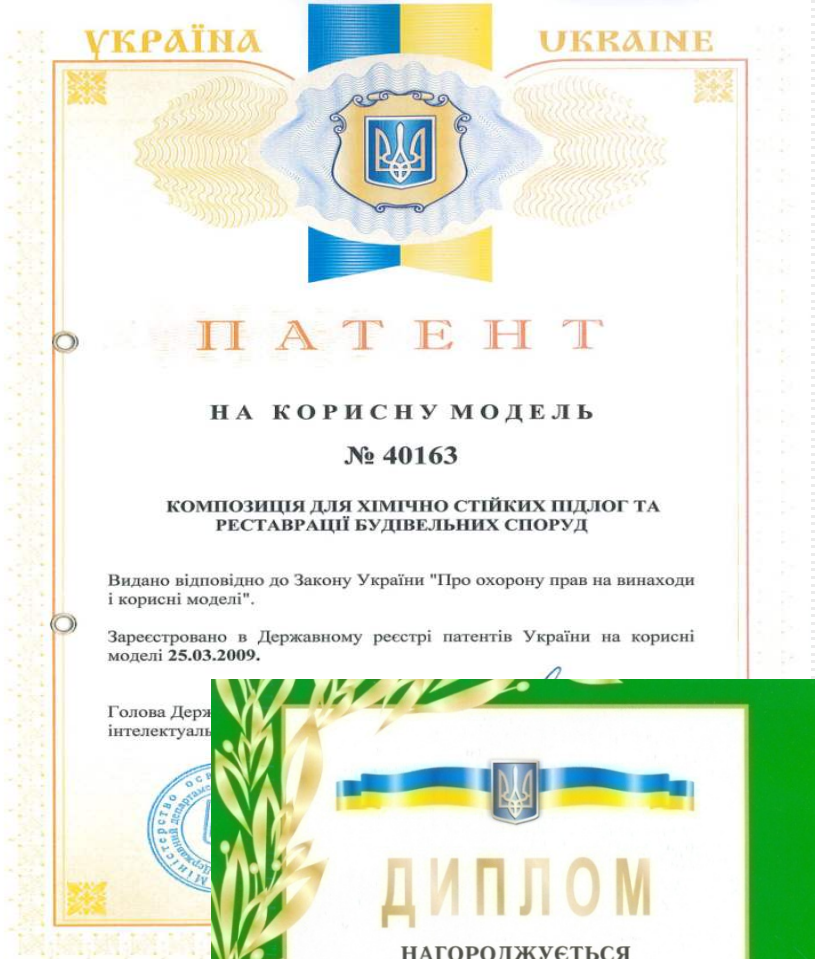 УКРАЇНА
UKRAINE
ПАТЕНТ
НА КОРИСНУ МОДЕЛЬ
№ 40163
КОМПОЗИЦІЯ ДЛЯ ХІМІЧНО СТІЙКИХ ПІДЛОГ ТА
РЕСТАВРАЦІЇ БУДІВЕЛЬНИХ СПОРУД
Видано відповідно до Закону України "Про охорону прав на винаходи
і корисні моделі".
Зареєстровано в Державному реєстрі патентів України на корисні
моделі 25.03.2009.
Голова Держ
інтелектуаль
ДИПЛОМ
НАГОРОДЖУЄТЬСЯ